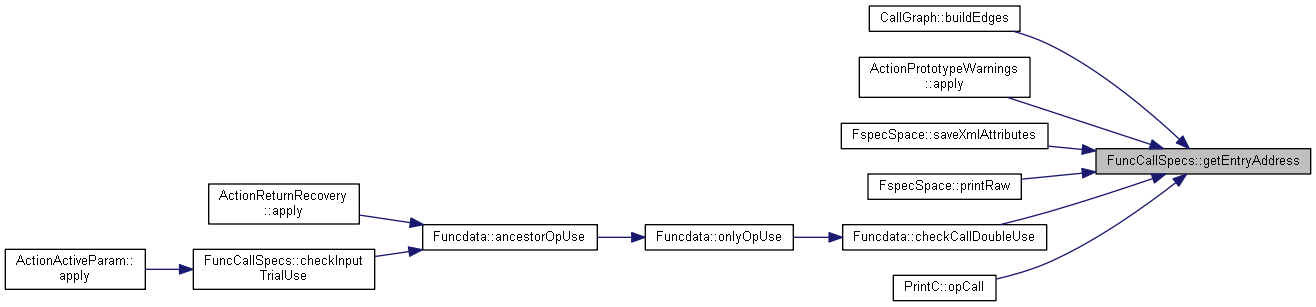 CallGraph::buildEdges
ActionPrototypeWarnings
::apply
FspecSpace::saveXmlAttributes
FuncCallSpecs::getEntryAddress
FspecSpace::printRaw
ActionReturnRecovery
::apply
Funcdata::ancestorOpUse
Funcdata::onlyOpUse
Funcdata::checkCallDoubleUse
ActionActiveParam::
apply
FuncCallSpecs::checkInput
TrialUse
PrintC::opCall